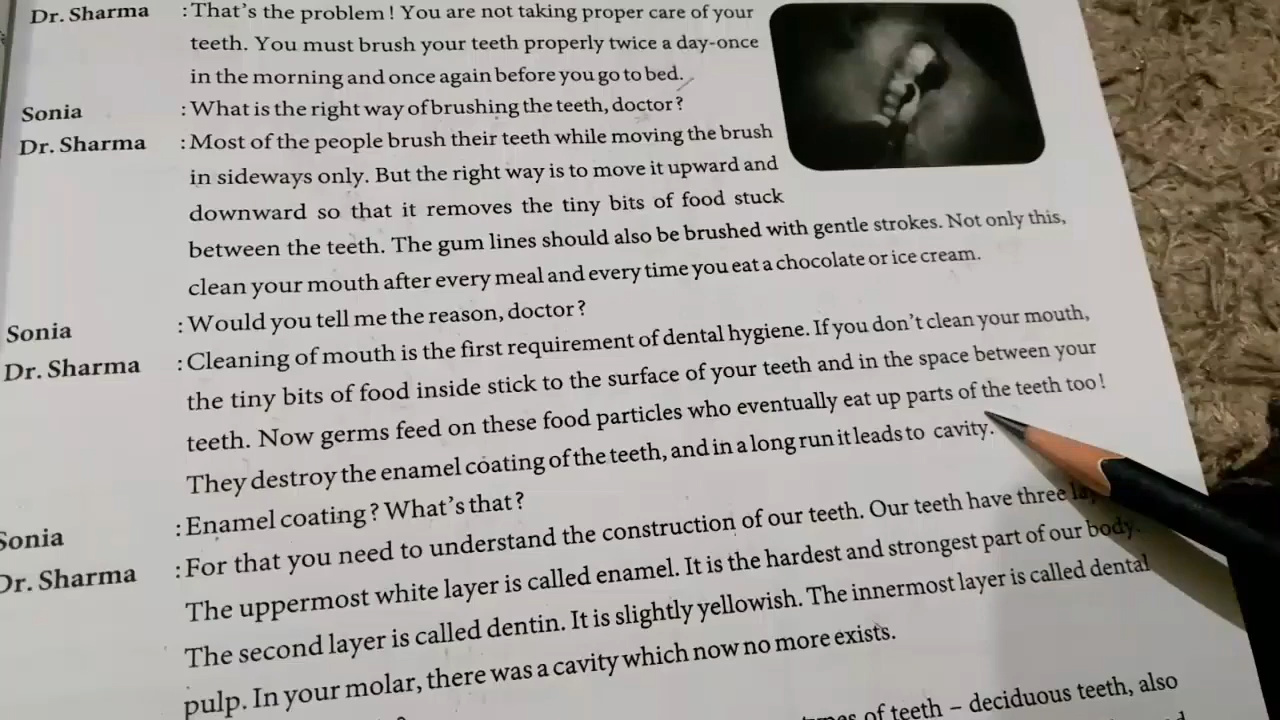 Dr. Sharma : That's the problem! You are not taking proper care of your
teeth. You must brush your teeth properly twice a day-once
in the morning and once again before you go to bed.
Sonia : What is the right way of brushing the teeth, doctor?
Dr. Sharma : Most of the people brush their teeth while moving the brush
in sideways only. But the right way is to move it upward and
downward so that it removes the tiny bits of food stuck
between the teeth. The gum lines should also be brushed with gentle strokes. Not only this,
clean your mouth after every meal and every time you eat a chocolate or ice cream.
Sonia : Would you tell me the reason, doctor?
Dr. Sharma : Cleaning of mouth is the first requirement of dental hygiene. If you don't clean your mouth,
the tiny bits of food inside stick to the surface of your teeth and in the space between your
teeth. Now germs feed on these food particles who eventually eat up parts of the teeth too!
They destroy the enamel coating of the teeth, and in a long run it leads to cavity.
Sonia : Enamel coating? What's that?
Dr. Sharma : For that you need to understand the construction of our teeth. Our teeth have three
The uppermost white layer is called enamel. It is the hardest and strongest part of our body.
The second layer is called dentin. It is slightly yellowish. The innermost layer is called dental
pulp. In your molar, there was a cavity which now no more exists.
of teeth – deciduous teeth, also